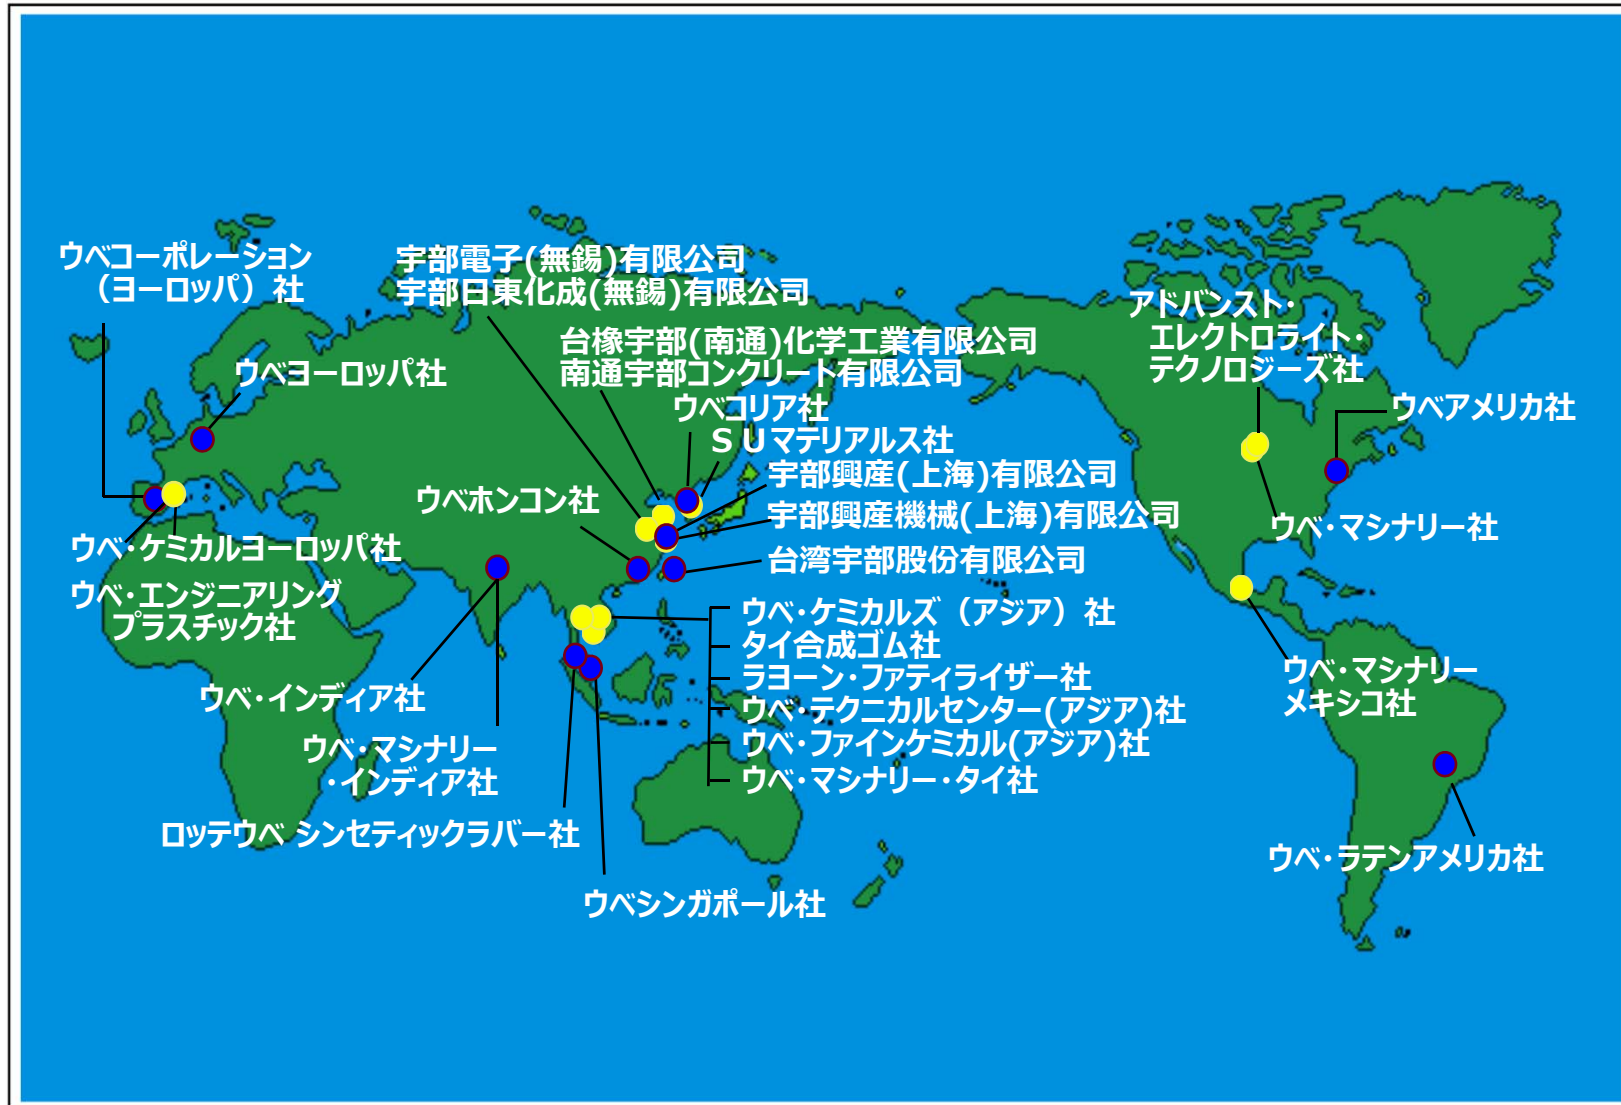 ウベコーポレーション
（ヨーロッパ）社
宇部電子(無錫)有限公司
宇部日東化成(無錫)有限公司
台橡宇部(南通)化学工業有限公司
南通宇部コンクリート有限公司
ウベヨーロッパ社
ウベコリア社
ＳＵマテリアルス社
宇部興産(上海)有限公司
宇部興産機械(上海)有限公司
台湾宇部股份有限公司
ウベホンコン社
ウベ・ケミカルヨーロッパ社
ウベ・エンジニアリング
プラスチック社
ウベ・インディア社
ウベ・マシナリー
・インディア社
ロッテウベ シンセティックラバー社
ウベシンガポール社
ウベ・ケミカルズ（アジア）社
タイ合成ゴム社
ラヨーン・ファティライザー社
ウベ・テクニカルセンター(アジア)社
ウベ・ファインケミカル(アジア)社
ウベ・マシナリー・タイ社
アドバンスト・
エレクトロライト・
テクノロジーズ社
ウベアメリカ社
ウベ・マシナリー社
ウベ・マシナリー
メキシコ社
ウベ・ラテンアメリカ社